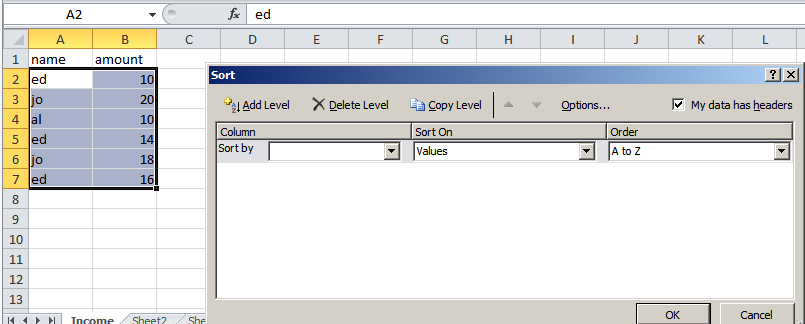 A2 fx ed
A B C D E F G H I J K L
1 name amount
2 ed 10
3 jo 20
4 al 10
5 ed 14
6 jo 18
7 ed 16
8
9
10
11
12
13
Sort ? X
Add Level Delete Level Copy Level Options... My data has headers
Column Sort On Order
Sort by Values A to Z
OK Cancel
Income Sheet2 She